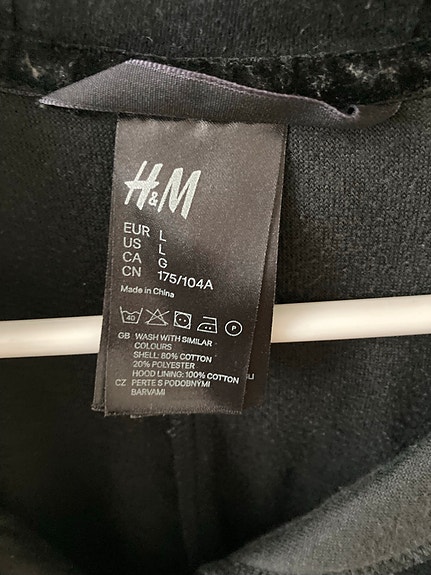 H&M
EUR L
US L
CA G
CN 175/104A
Made in China
40 P
GB WASH WITH SIMILAR
COLOURS
SHELL: 80% COTTON
20% POLYESTER
HOOD LINING: 100% COTTON
CZ PERTE S PODOBNÝMI
BARVAMI